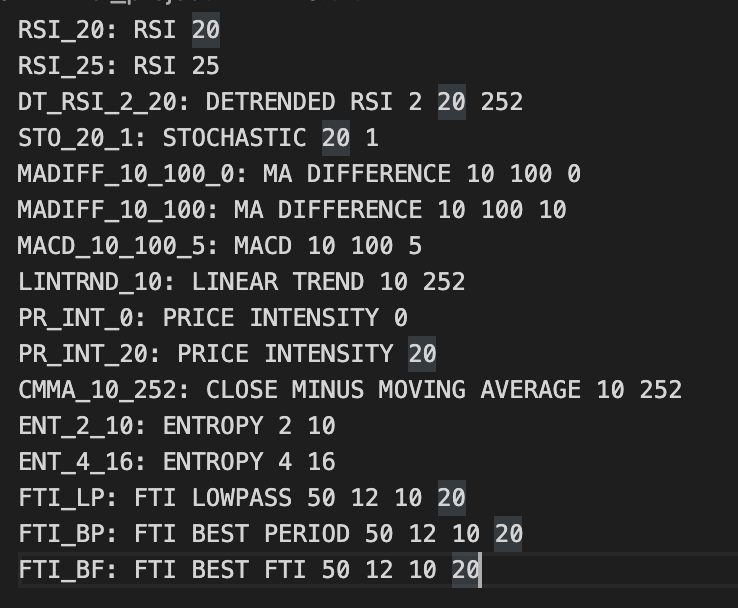 RSI_20: RSI 20
RSI_25: RSI 25
DT_RSI_2_20: DETRENDED RSI 2 20 252
STO_20_1: STOCHASTIC 20 1
MADIFF_10_100_0: MA DIFFERENCE 10 100 0
MADIFF_10_100: MA DIFFERENCE 10 100 10
MACD_10_100_5: MACD 10 100 5
LINTRND_10: LINEAR TREND 10 252
PR_INT_0: PRICE INTENSITY 0
PR_INT_20: PRICE INTENSITY 20
CMMA_10_252: CLOSE MINUS MOVING AVERAGE 10 252
ENT_2_10: ENTROPY 2 10
ENT_4_16: ENTROPY 4 16
FTI_LP: FTI LOWPASS 50 12 10 20
FTI_BP: FTI BEST PERIOD 50 12 10 20
FTI_BF: FTI BEST FTI 50 12 10 20